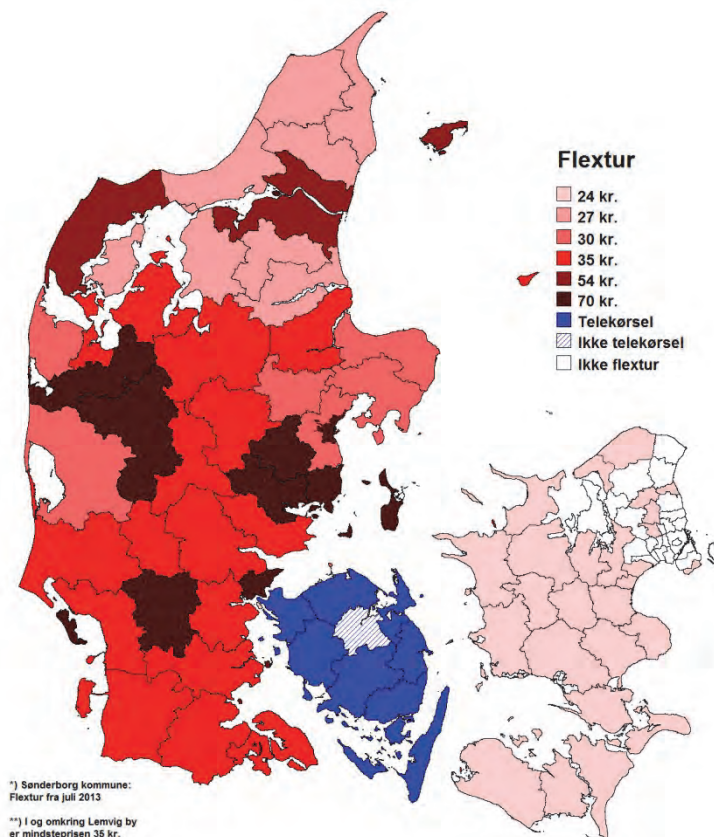 Flextur
24 kr.
27 kr.
30 kr.
35 kr.
54 kr.
70 kr.
Telekørsel
Ikke telekørsel
Ikke flextur
*) Sønderborg kommune:
Flextur fra juli 2013
**) I og omkring Lemvig by
er mindsteprisen 35 kr.